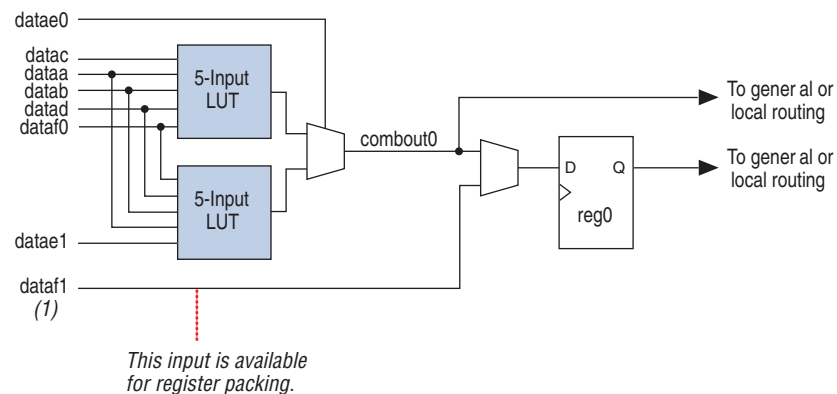 datae0
datac
dataa
datab
datad
dataf0
5-Input
LUT
combout0
To gener al or
local routing
D Q
reg0
To gener al or
local routing
5-Input
LUT
datae1
dataf1
(1)
This input is available
for register packing.